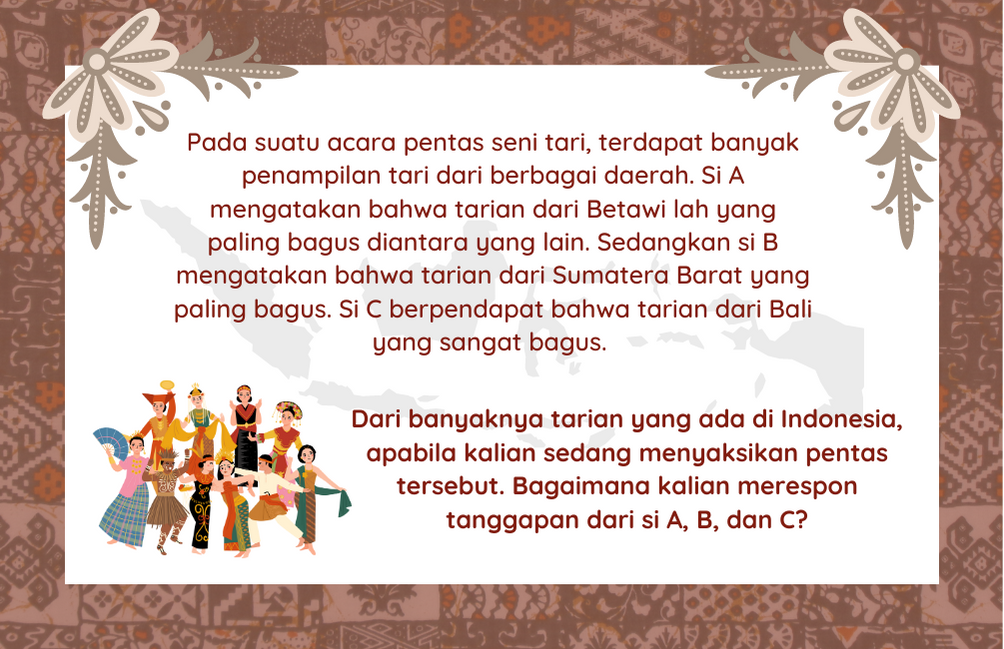 Pada suatu acara pentas seni tari, terdapat banyak
penampilan tari dari berbagai daerah. Si A
mengatakan bahwa tarian dari Betawi lah yang
paling bagus diantara yang lain. Sedangkan si B
mengatakan bahwa tarian dari Sumatera Barat yang
paling bagus. Si C berpendapat bahwa tarian dari Bali
yang sangat bagus.
Dari banyaknya tarian yang ada di Indonesia,
apabila kalian sedang menyaksikan pentas
tersebut. Bagaimana kalian merespon
tanggapan dari si A, B, dan C?